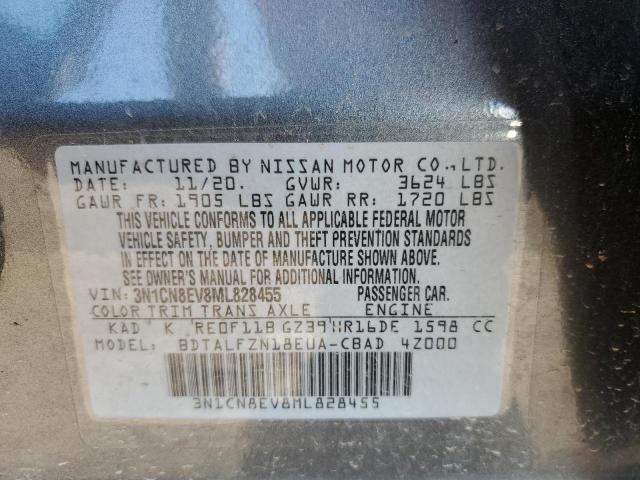 MANUFACTURED BY NISSAN MOTOR CO., LTD.
DATE: 11/20. GVWR: 3624 LBS
GAWR FR: 1905 LBS GAWR RR: 1720 LBS
THIS VEHICLE CONFORMS TO ALL APPLICABLE FEDERAL MOTOR
VEHICLE SAFETY, BUMPER AND THEFT PREVENTION STANDARDS
IN EFFECT ON THE DATE OF MANUFACTURE SHOWN ABOVE.
SEE OWNER'S MANUAL FOR ADDITIONAL INFORMATION.
VIN: 3N1CN8EV8ML828455 PASSENGER CAR.
COLOR TRIM TRANS AXLE ENGINE
KAD K RE0F11B GZ39 HR16DE 1598 CC
MODEL: BDTALFZN18EUA-CBAD 4Z000
3N1CN8EV8ML828455